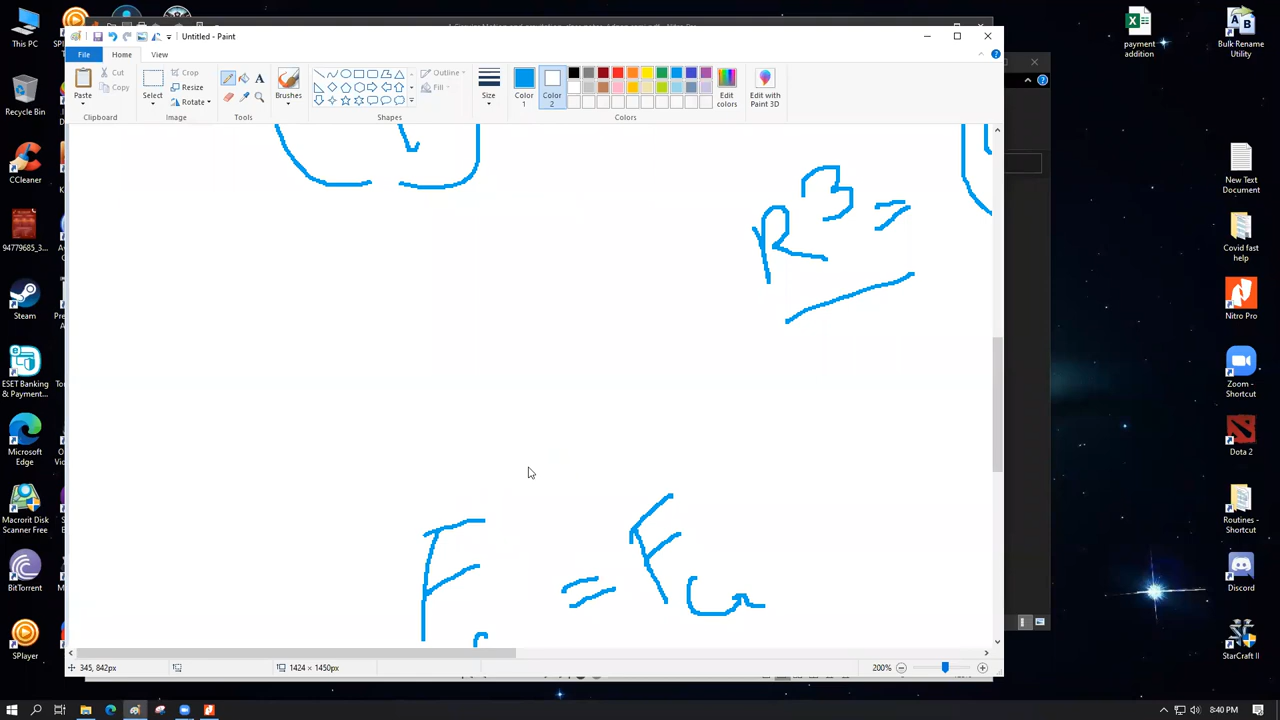 This PC
Recycle Bin
CCleaner
94779685_3...
Steam
ESET Banking
& Payment...
Microsoft
Edge
Macrorit Disk
Scanner Free
BitTorrent
SPlayer
Untitled - Paint
File
Home
View
Paste
Cut
Copy
Clipboard
Select
Crop
Resize
Rotate
Image
A
Tools
Brushes
Outline
Fill
Shapes
Size
Color
1
Color
2
Edit
colors
Edit with
Paint 3D
Colors
R³ =
F = FG
345, 842px
1424 × 1450px
200%
payment
addition
Bulk Rename
Utility
New Text
Document
Covid fast
help
Nitro Pro
Zoom -
Shortcut
Dota 2
Routines -
Shortcut
Discord
StarCraft II
8:40 PM